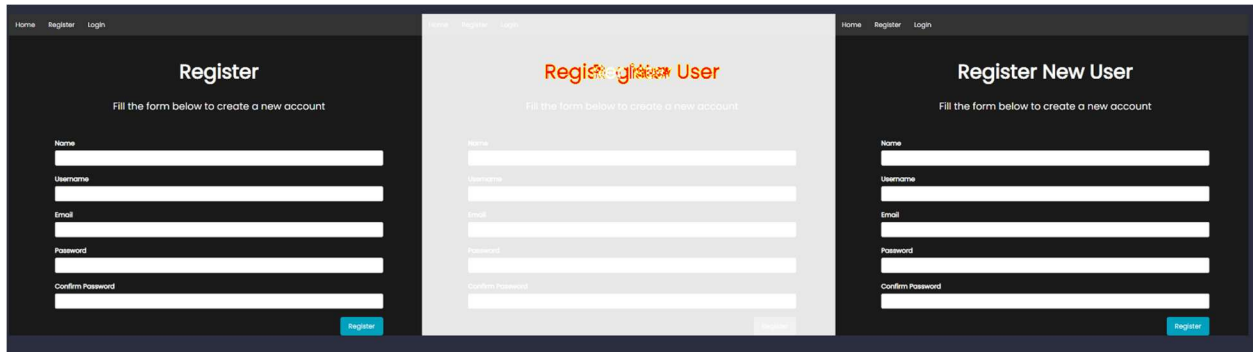 Home Register Login
Register
Fill the form below to create a new account
Name
Username
Email
Password
Confirm Password
Register
Home Register Login
User
Fill the form below to create a new account
Name
Username
Email
Password
Confirm Password
Register
Home Register Login
Register New User
Fill the form below to create a new account
Name
Username
Email
Password
Confirm Password
Register